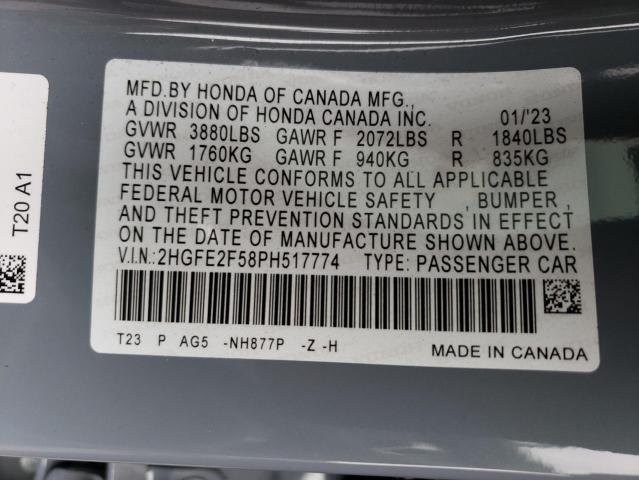 MFD.BY HONDA OF CANADA MFG.,
A DIVISION OF HONDA CANADA INC. 01/'23
GVWR 3880LBS GAWR F 2072LBS R 1840LBS
GVWR 1760KG GAWR F 940KG R 835KG
THIS VEHICLE CONFORMS TO ALL APPLICABLE
FEDERAL MOTOR VEHICLE SAFETY , BUMPER ,
AND THEFT PREVENTION STANDARDS IN EFFECT
ON THE DATE OF MANUFACTURE SHOWN ABOVE.
V.I.N.:2HGFE2F58PH517774 TYPE: PASSENGER CAR
T23 P AG5 -NH877P -Z -H
MADE IN CANADA
T20 A1